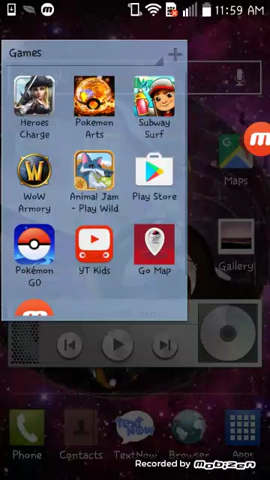 11:59 AM
Games
Heroes Charge
Pokemon Arts
Subway Surf
WoW Armory
Animal Jam - Play Wild
Play Store
Pokémon GO
YT Kids
Go Map
Maps
Gallery
Phone
Contacts
TextNow
Browser
Apps
Recorded by mobizen